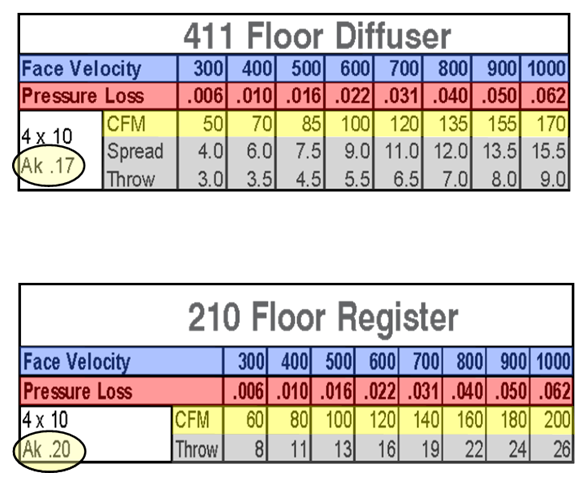 411 Floor Diffuser
Face Velocity 300 400 500 600 700 800 900 1000
Pressure Loss .006 .010 .016 .022 .031 .040 .050 .062
4 x 10 CFM 50 70 85 100 120 135 155 170
Ak .17 Spread 4.0 6.0 7.5 9.0 11.0 12.0 13.5 15.5
Throw 3.0 3.5 4.5 5.5 6.5 7.0 8.0 9.0
210 Floor Register
Face Velocity 300 400 500 600 700 800 900 1000
Pressure Loss .006 .010 .016 .022 .031 .040 .050 .062
4 x 10 CFM 60 80 100 120 140 160 180 200
Ak .20 Throw 8 11 13 16 19 22 24 26